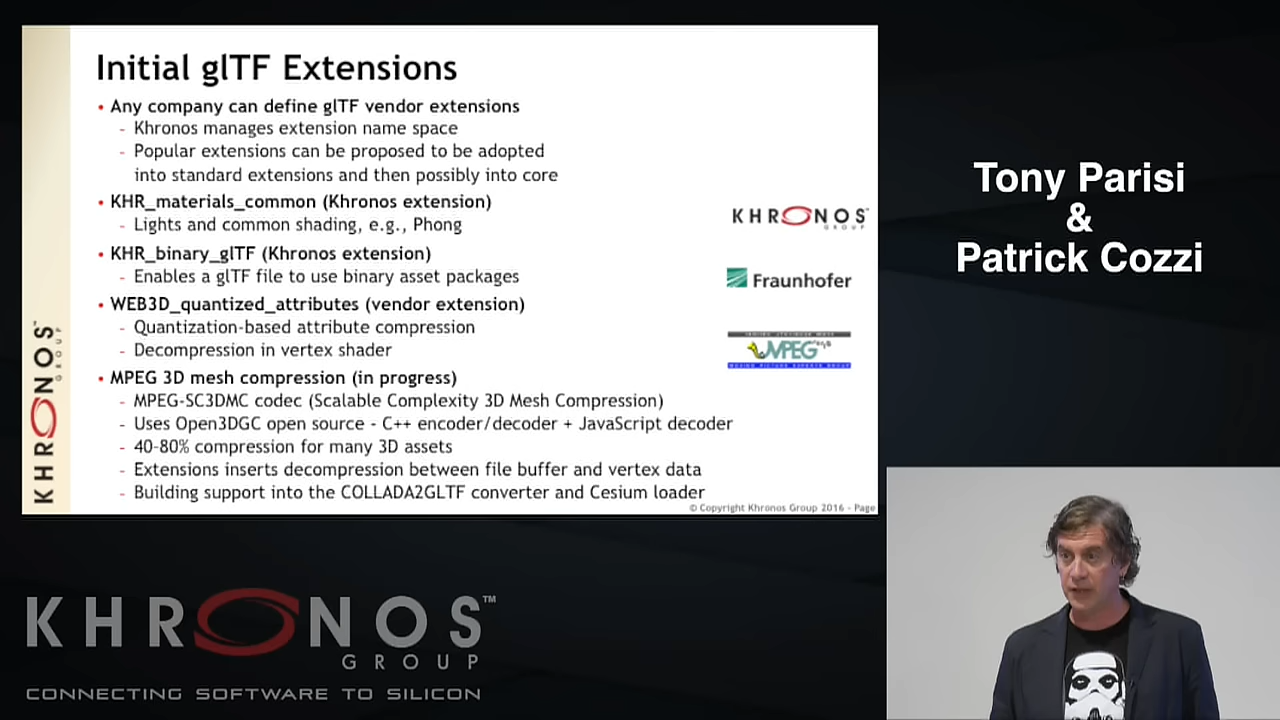 Initial glTF Extensions
• Any company can define glTF vendor extensions
- Khronos manages extension name space
- Popular extensions can be proposed to be adopted
into standard extensions and then possibly into core
• KHR_materials_common (Khronos extension)
- Lights and common shading, e.g., Phong
• KHR_binary_glTF (Khronos extension)
- Enables a glTF file to use binary asset packages
• WEB3D_quantized_attributes (vendor extension)
- Quantization-based attribute compression
- Decompression in vertex shader
• MPEG 3D mesh compression (in progress)
- MPEG-SC3DMC codec (Scalable Complexity 3D Mesh Compression)
- Uses Open3DGC open source - C++ encoder/decoder + JavaScript decoder
- 40-80% compression for many 3D assets
- Extensions inserts decompression between file buffer and vertex data
- Building support into the COLLADA2GLTF converter and Cesium loader
© Copyright Khronos Group 2016 - Page
KHRONOS™
GROUP
KHRONOS
GROUP
Fraunhofer
MPEG
MOVING PICTURE EXPERTS GROUP
Tony Parisi
&
Patrick Cozzi
KHRONOS™
GROUP
CONNECTING SOFTWARE TO SILICON